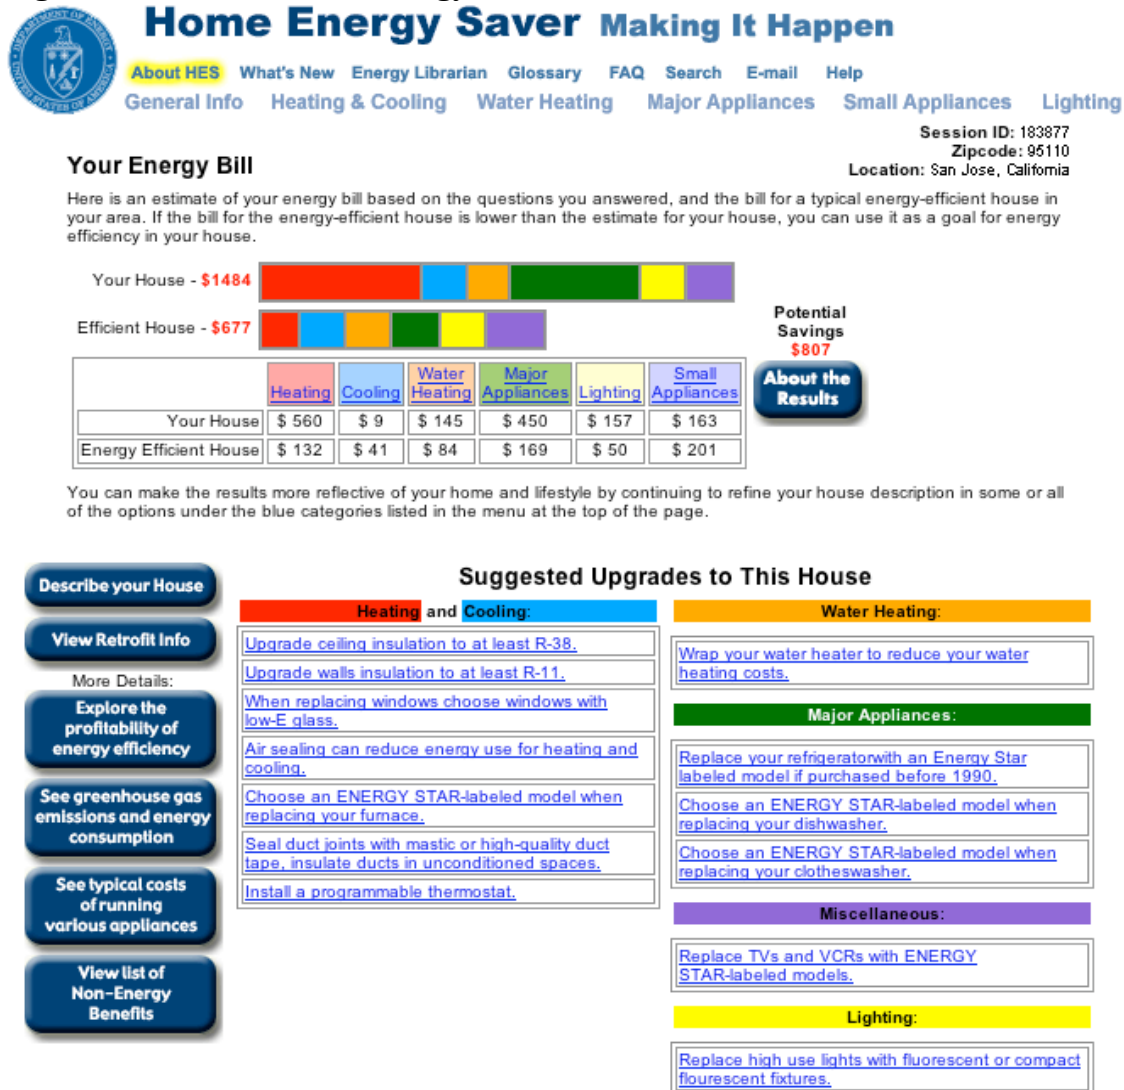 Home Energy Saver Making It Happen
About HES What's New Energy Librarian Glossary FAQ Search E-mail Help
General Info Heating & Cooling Water Heating Major Appliances Small Appliances Lighting
Session ID: 183877
Zipcode: 95110
Location: San Jose, California
Your Energy Bill
Here is an estimate of your energy bill based on the questions you answered, and the bill for a typical energy-efficient house in
your area. If the bill for the energy-efficient house is lower than the estimate for your house, you can use it as a goal for energy
efficiency in your house.
Your House - $1484
Efficient House - $677
Potential
Savings
$807
About the
Results
Heating Cooling Water Heating Major Appliances Lighting Small Appliances
Your House $ 560 $ 9 $ 145 $ 450 $ 157 $ 163
Energy Efficient House $ 132 $ 41 $ 84 $ 169 $ 50 $ 201
You can make the results more reflective of your home and lifestyle by continuing to refine your house description in some or all
of the options under the blue categories listed in the menu at the top of the page.
Describe your House
View Retrofit Info
More Details:
Explore the
profitability of
energy efficiency
See greenhouse gas
emissions and energy
consumption
See typical costs
of running
various appliances
View list of
Non-Energy
Benefits
Suggested Upgrades to This House
Heating and Cooling:
Upgrade ceiling insulation to at least R-38.
Upgrade walls insulation to at least R-11.
When replacing windows choose windows with
low-E glass.
Air sealing can reduce energy use for heating and
cooling.
Choose an ENERGY STAR-labeled model when
replacing your furnace.
Seal duct joints with mastic or high-quality duct
tape, insulate ducts in unconditioned spaces.
Install a programmable thermostat.
Water Heating:
Wrap your water heater to reduce your water
heating costs.
Major Appliances:
Replace your refrigeratorwith an Energy Star
labeled model if purchased before 1990.
Choose an ENERGY STAR-labeled model when
replacing your dishwasher.
Choose an ENERGY STAR-labeled model when
replacing your clotheswasher.
Miscellaneous:
Replace TVs and VCRs with ENERGY
STAR-labeled models.
Lighting:
Replace high use lights with fluorescent or compact
flourescent fixtures.